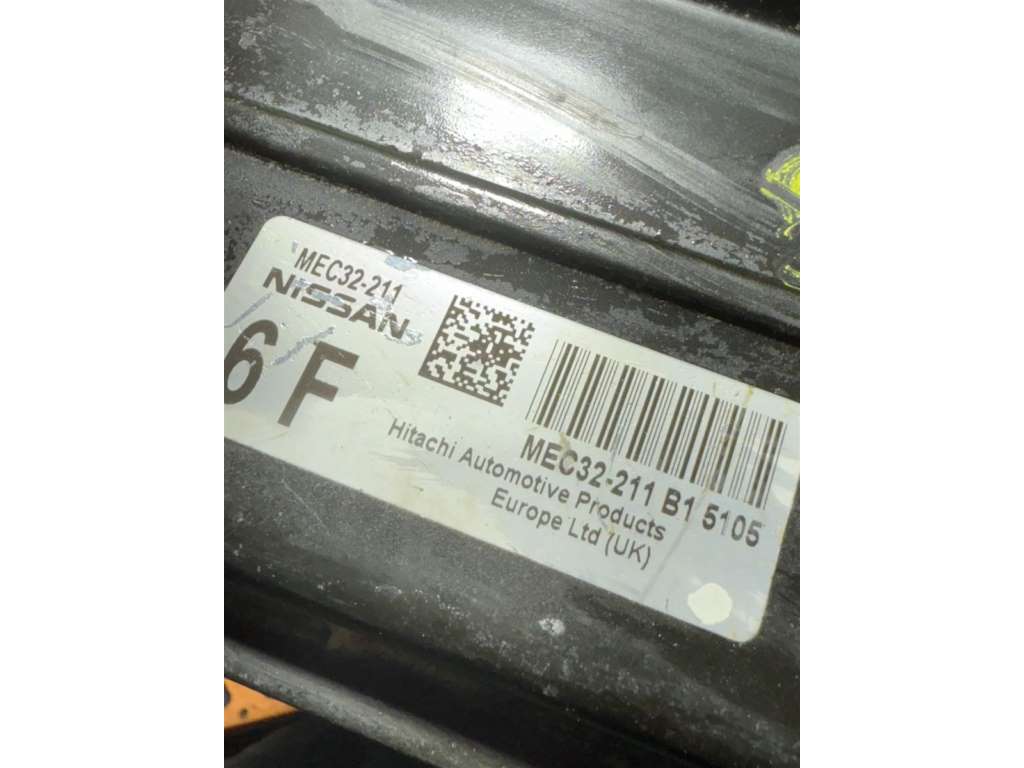 MEC32-211
NISSAN
6 F
MEC32-211 B1 5105
Hitachi Automotive Products
Europe Ltd (UK)